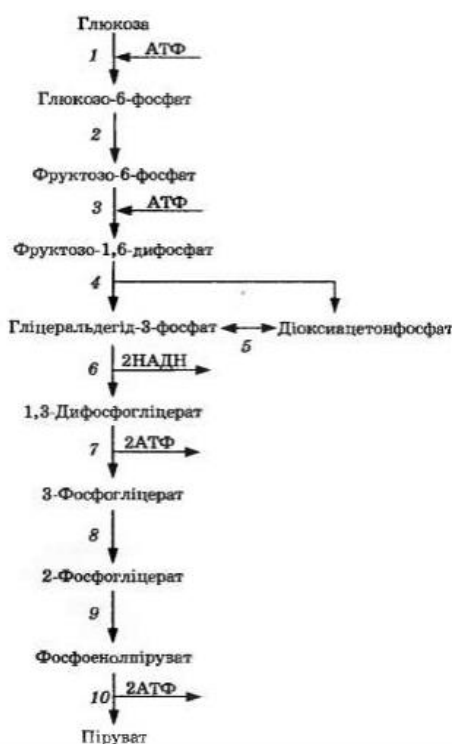 Глюкоза
1 АТФ
Глюкозо-6-фосфат
2
Фруктозо-6-фосфат
3 АТФ
Фруктозо-1,6-дифосфат
4
Гліцеральдегід-3-фосфат Діоксиацетонфосфат
5
6 2НАДН
1,3-Дифосфогліцерат
7 2АТФ
3-Фосфогліцерат
8
2-Фосфогліцерат
9
Фосфоенолпіруват
10 2АТФ
Піруват